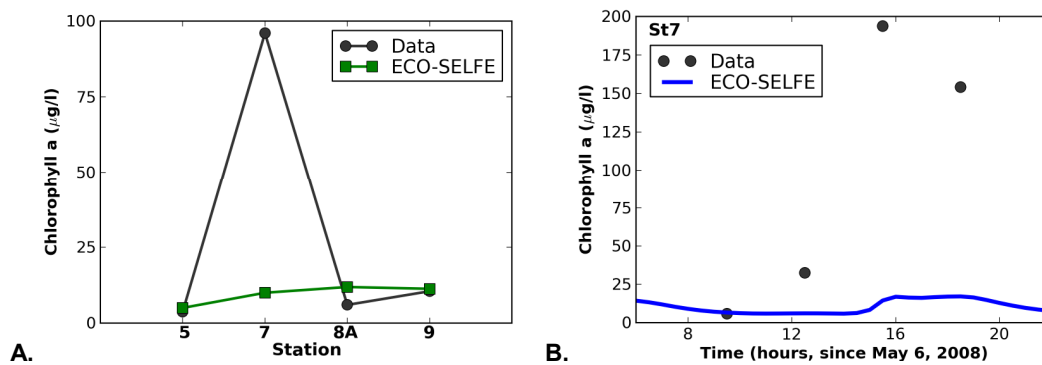 100
75
50
25
0
Chlorophyll a (μg/l)
Data
ECO-SELFE
5 7 8A 9
Station
A.
200
175
150
125
100
75
50
25
0
Chlorophyll a (μg/l)
St7
Data
ECO-SELFE
8 12 16 20
Time (hours, since May 6, 2008)
B.